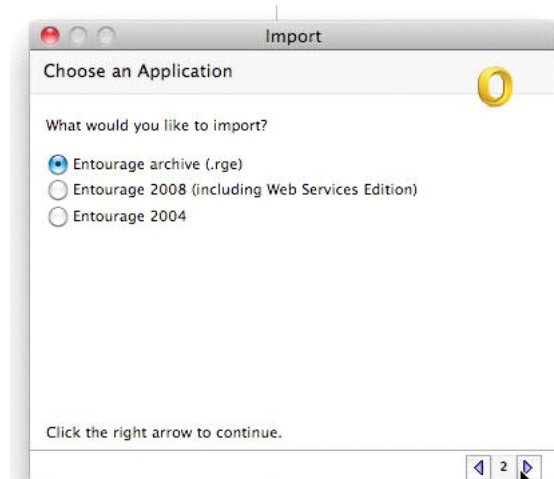 Import
Choose an Application
What would you like to import?
Entourage archive (.rge)
Entourage 2008 (including Web Services Edition)
Entourage 2004
Click the right arrow to continue.
2